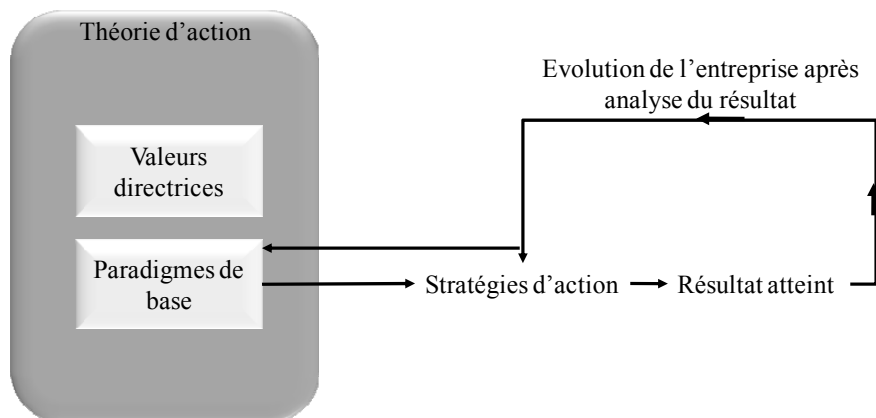 Théorie d’action
Evolution de l’entreprise après
analyse du résultat
Valeurs
directrices
Paradigmes de
base
Stratégies d’action
Résultat atteint